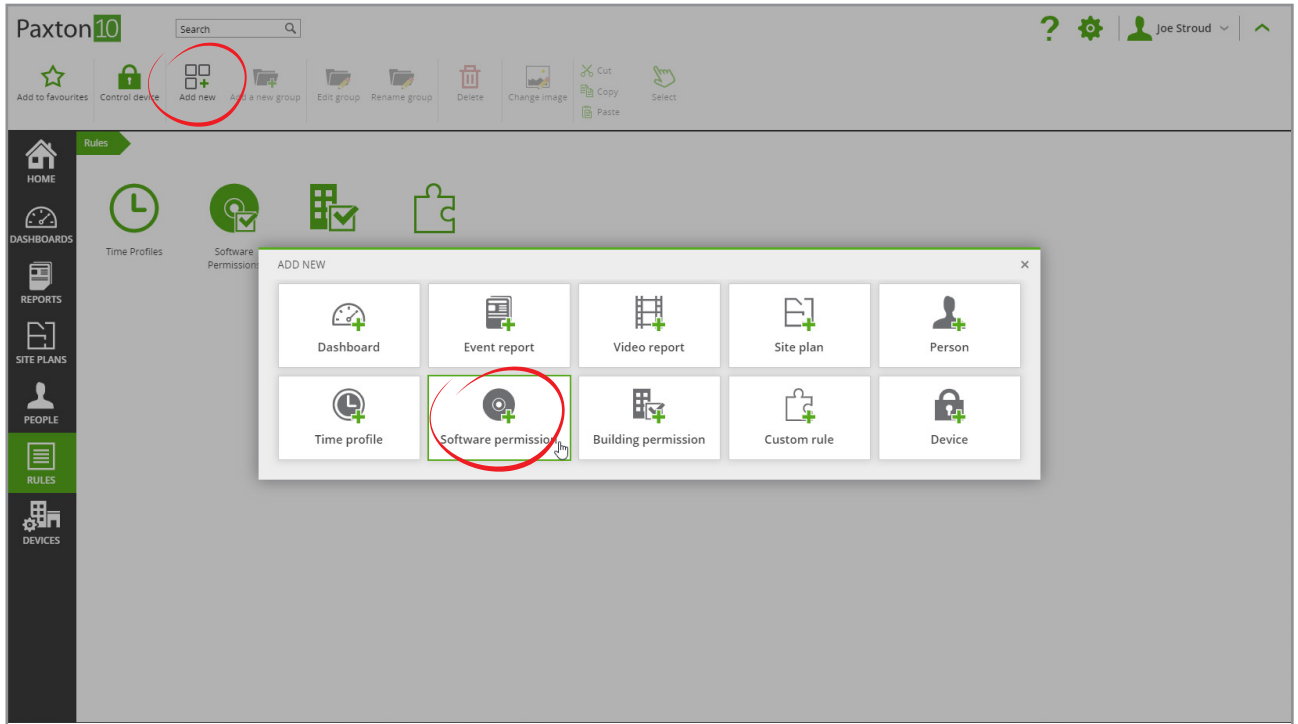 Paxton10
Search
Joe Stroud
Add to favourites
Control device
Add new
Add a new group
Edit group
Rename group
Delete
Change image
Cut
Copy
Paste
Select
Rules
HOME
DASHBOARDS
REPORTS
SITE PLANS
PEOPLE
RULES
DEVICES
Time Profiles
Software
ADD NEW
Dashboard
Event report
Video report
Site plan
Person
Time profile
Software permission
Building permission
Custom rule
Device